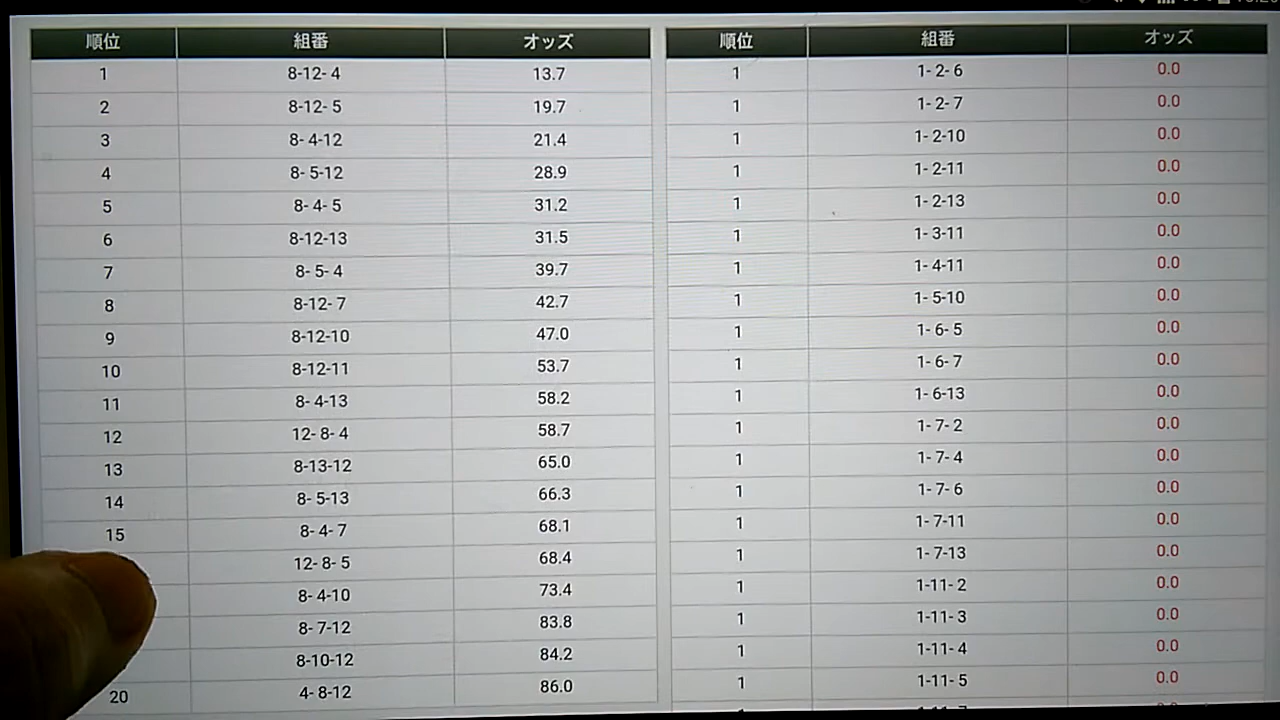 順位 組番 オッズ 順位 組番 オッズ
1 8-12- 4 13.7 1 1- 2- 6 0.0
2 8-12- 5 19.7 1 1- 2- 7 0.0
3 8- 4-12 21.4 1 1- 2-10 0.0
4 8- 5-12 28.9 1 1- 2-11 0.0
5 8- 4- 5 31.2 1 1- 2-13 0.0
6 8-12-13 31.5 1 1- 3-11 0.0
7 8- 5- 4 39.7 1 1- 4-11 0.0
8 8-12- 7 42.7 1 1- 5-10 0.0
9 8-12-10 47.0 1 1- 6- 5 0.0
10 8-12-11 53.7 1 1- 6- 7 0.0
11 8- 4-13 58.2 1 1- 6-13 0.0
12 12- 8- 4 58.7 1 1- 7- 2 0.0
13 8-13-12 65.0 1 1- 7- 4 0.0
14 8- 5-13 66.3 1 1- 7- 6 0.0
15 8- 4- 7 68.1 1 1- 7-11 0.0
12- 8- 5 68.4 1 1- 7-13 0.0
8- 4-10 73.4 1 1-11- 2 0.0
8- 7-12 83.8 1 1-11- 3 0.0
8-10-12 84.2 1 1-11- 4 0.0
20 4- 8-12 86.0 1 1-11- 5 0.0